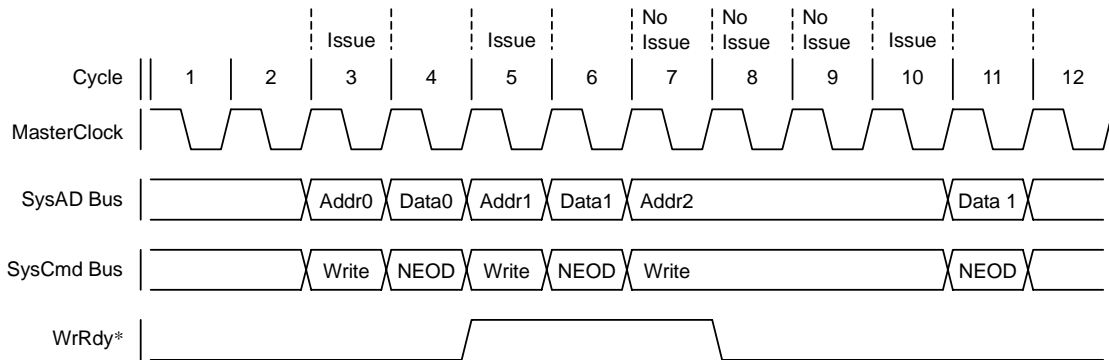 No No No
Issue Issue Issue Issue Issue Issue
Cycle 1 2 3 4 5 6 7 8 9 10 11 12
MasterClock
SysAD Bus Addr0 Data0 Addr1 Data1 Addr2 Data 1
SysCmd Bus Write NEOD Write NEOD Write NEOD
WrRdy*